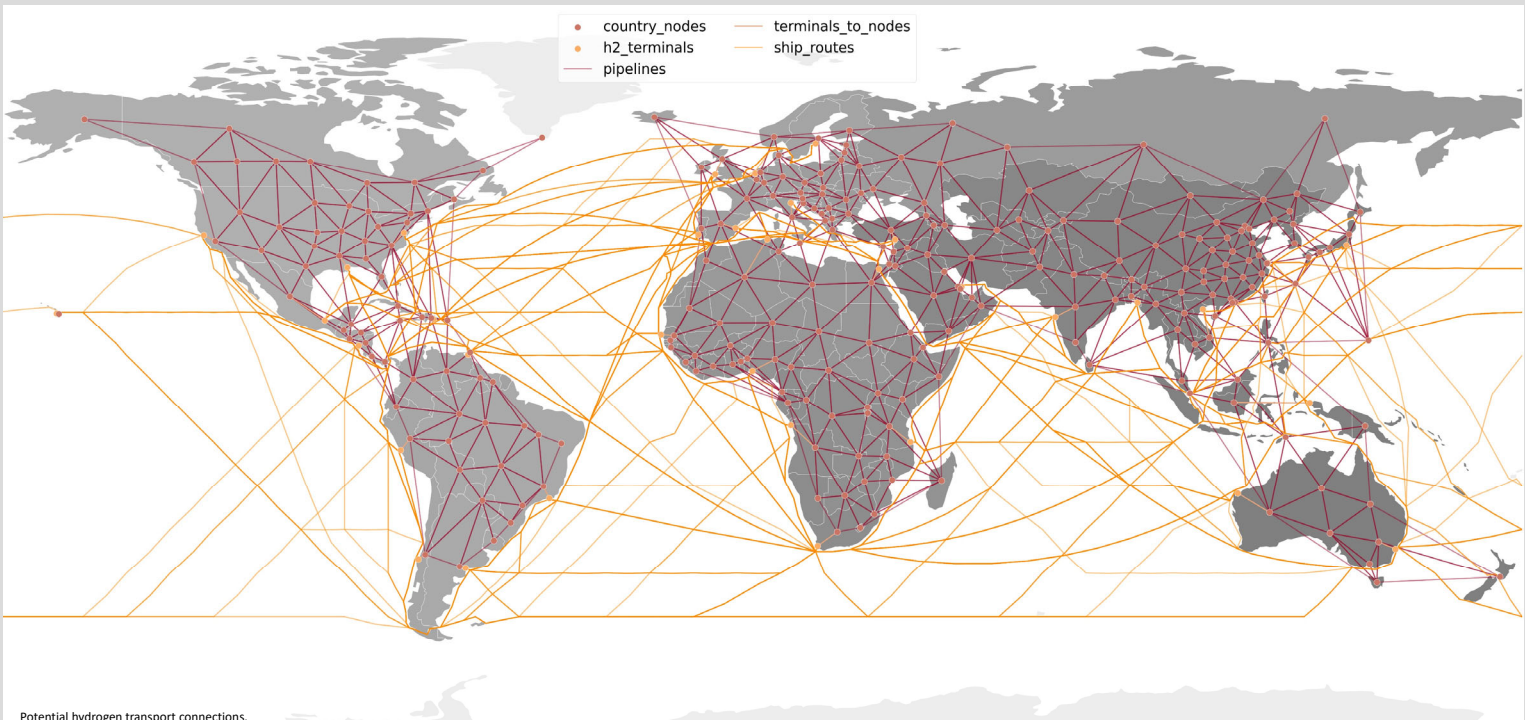 country_nodes
h2_terminals
pipelines
terminals_to_nodes
ship_routes
Potential hydrogen transport connections.